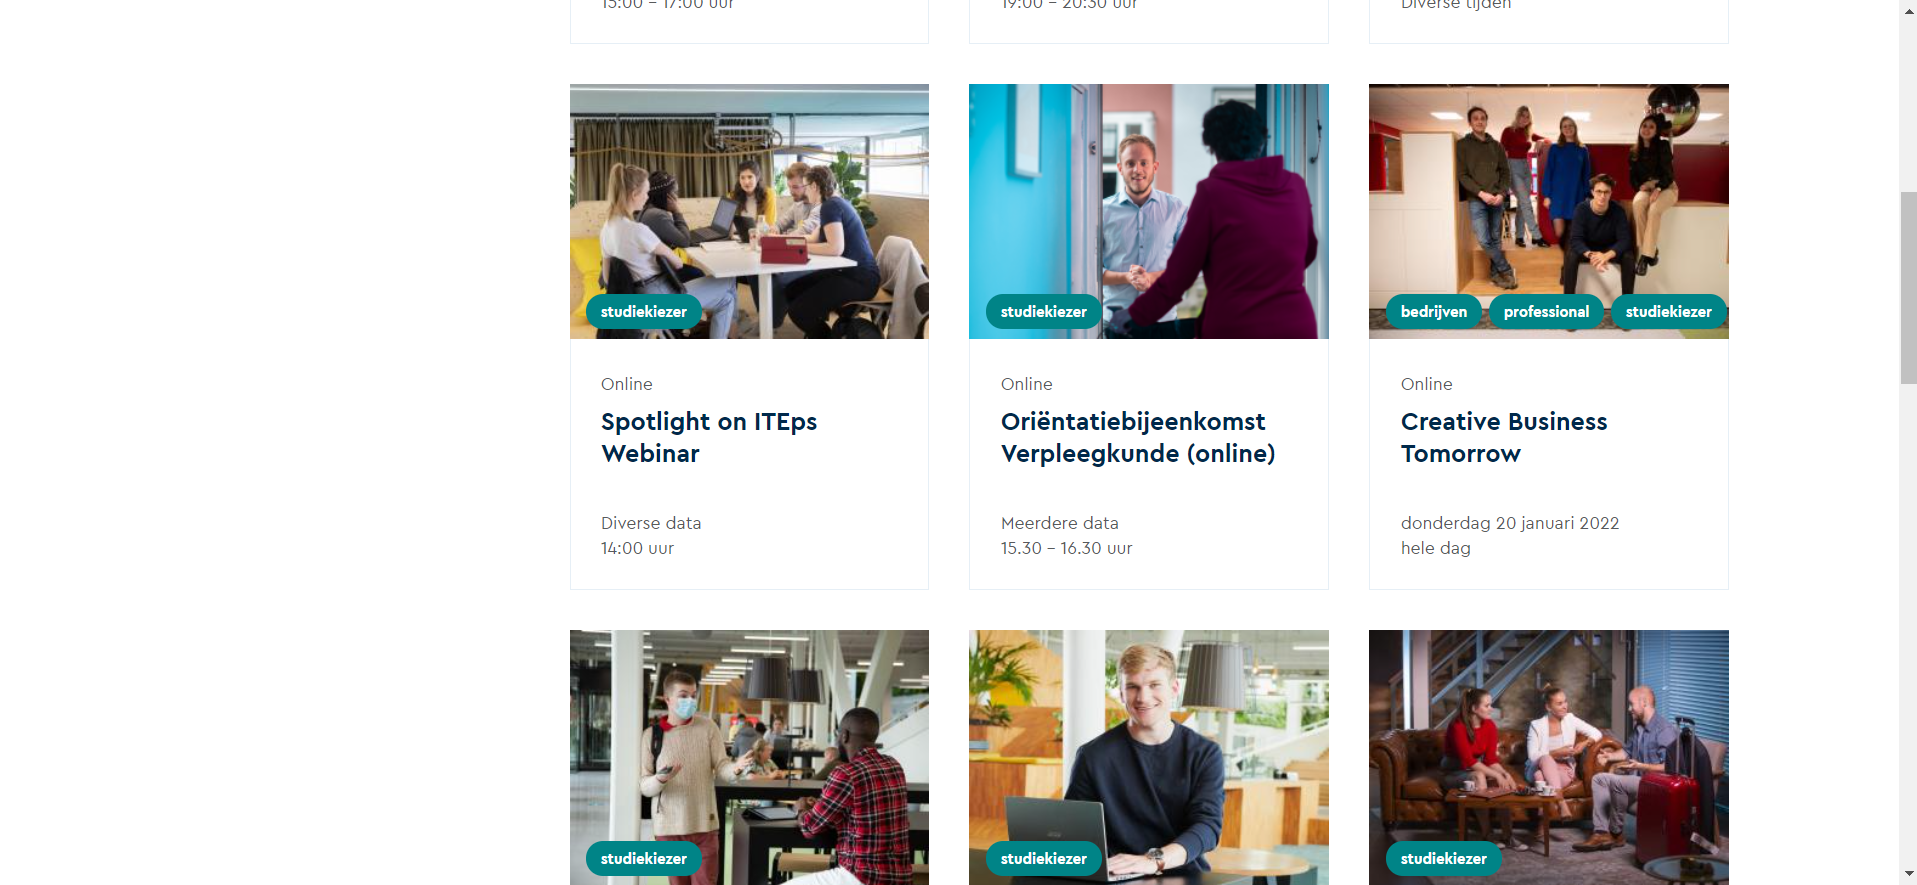 15:00 – 17:00 uur
19:00 – 20:30 uur
Diverse tijden
studiekiezer
Online
Spotlight on ITEps
Webinar
Diverse data
14:00 uur
studiekiezer
Online
Oriëntatiebijeenkomst
Verpleegkunde (online)
Meerdere data
15.30 – 16.30 uur
bedrijven
professional
studiekiezer
Online
Creative Business
Tomorrow
donderdag 20 januari 2022
hele dag
studiekiezer
studiekiezer
studiekiezer